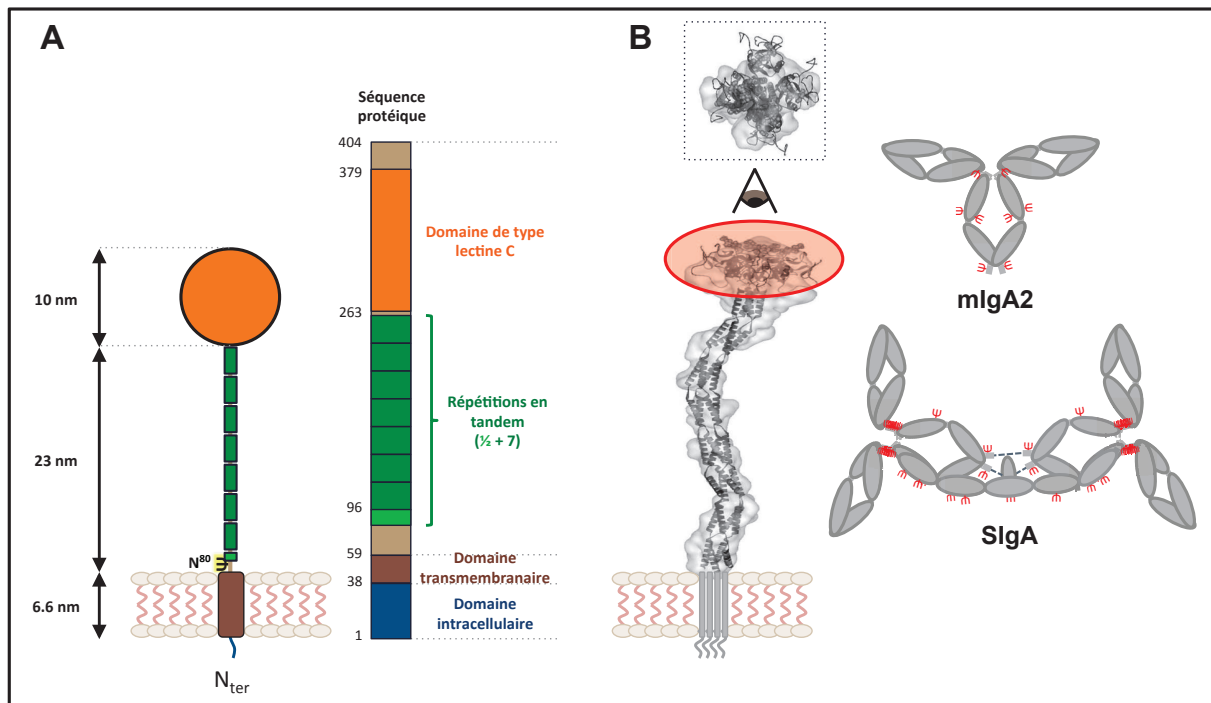 A
Séquence
protéique
404
379
Domaine de type
lectine C
10 nm
263
Répétitions en
tandem
(½ + 7)
23 nm
96
N⁸⁰
59
Domaine
transmembranaire
38
6.6 nm
Domaine
intracellulaire
1
Nter
B
mIgA2
SIgA